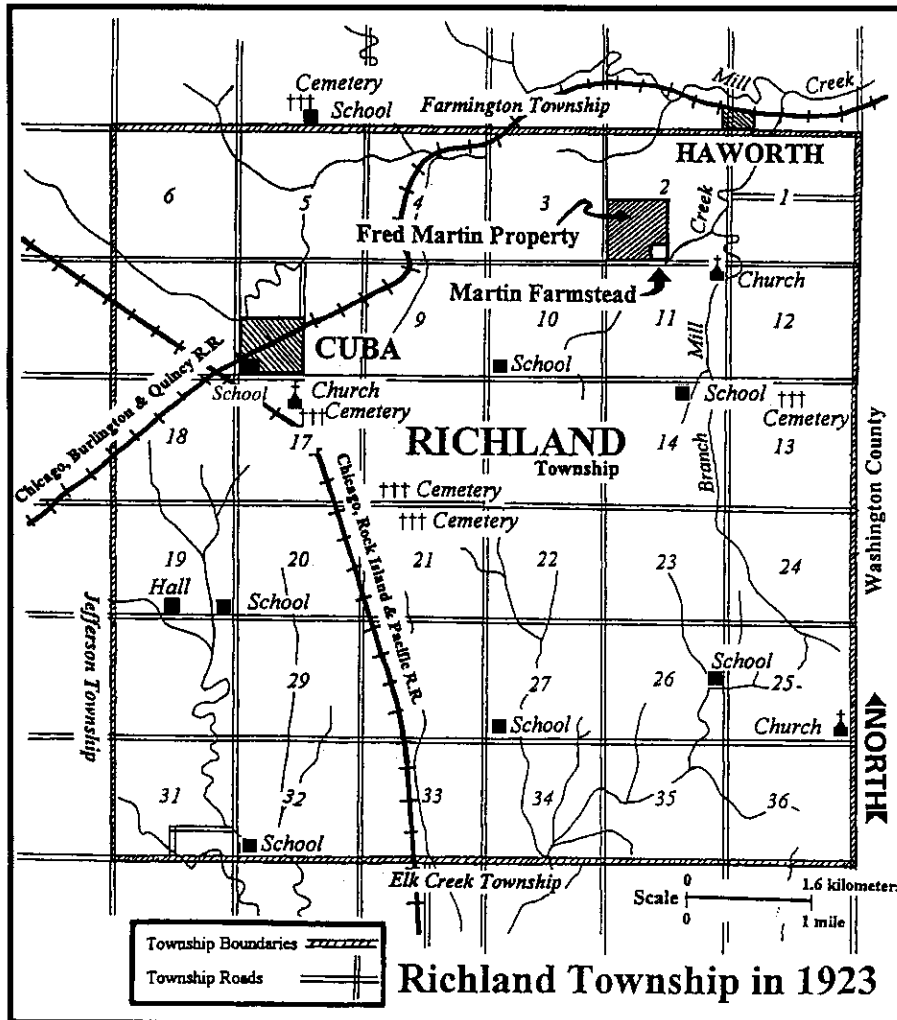 Mill
Creek
Cemetery
School
Farmington Township
HAWORTH
6
5
4
3
2
1
Creek
Fred Martin Property
Martin Farmstead
Church
9
10
11
12
Mill
CUBA
School
School
Church
Cemetery
School
Cemetery
Chicago, Burlington & Quincy R.R.
18
17
RICHLAND
Township
14
13
Branch
Washington County
Cemetery
Cemetery
Chicago, Rock Island & Pacific R.R.
19
20
21
22
23
24
Hall
School
Jefferson Township
29
27
26
School
25
School
Church
NORTH
31
32
33
34
35
36
School
Elk Creek Township
Scale
0
1.6 kilometers
0
1 mile
Township Boundaries
Township Roads
Richland Township in 1923